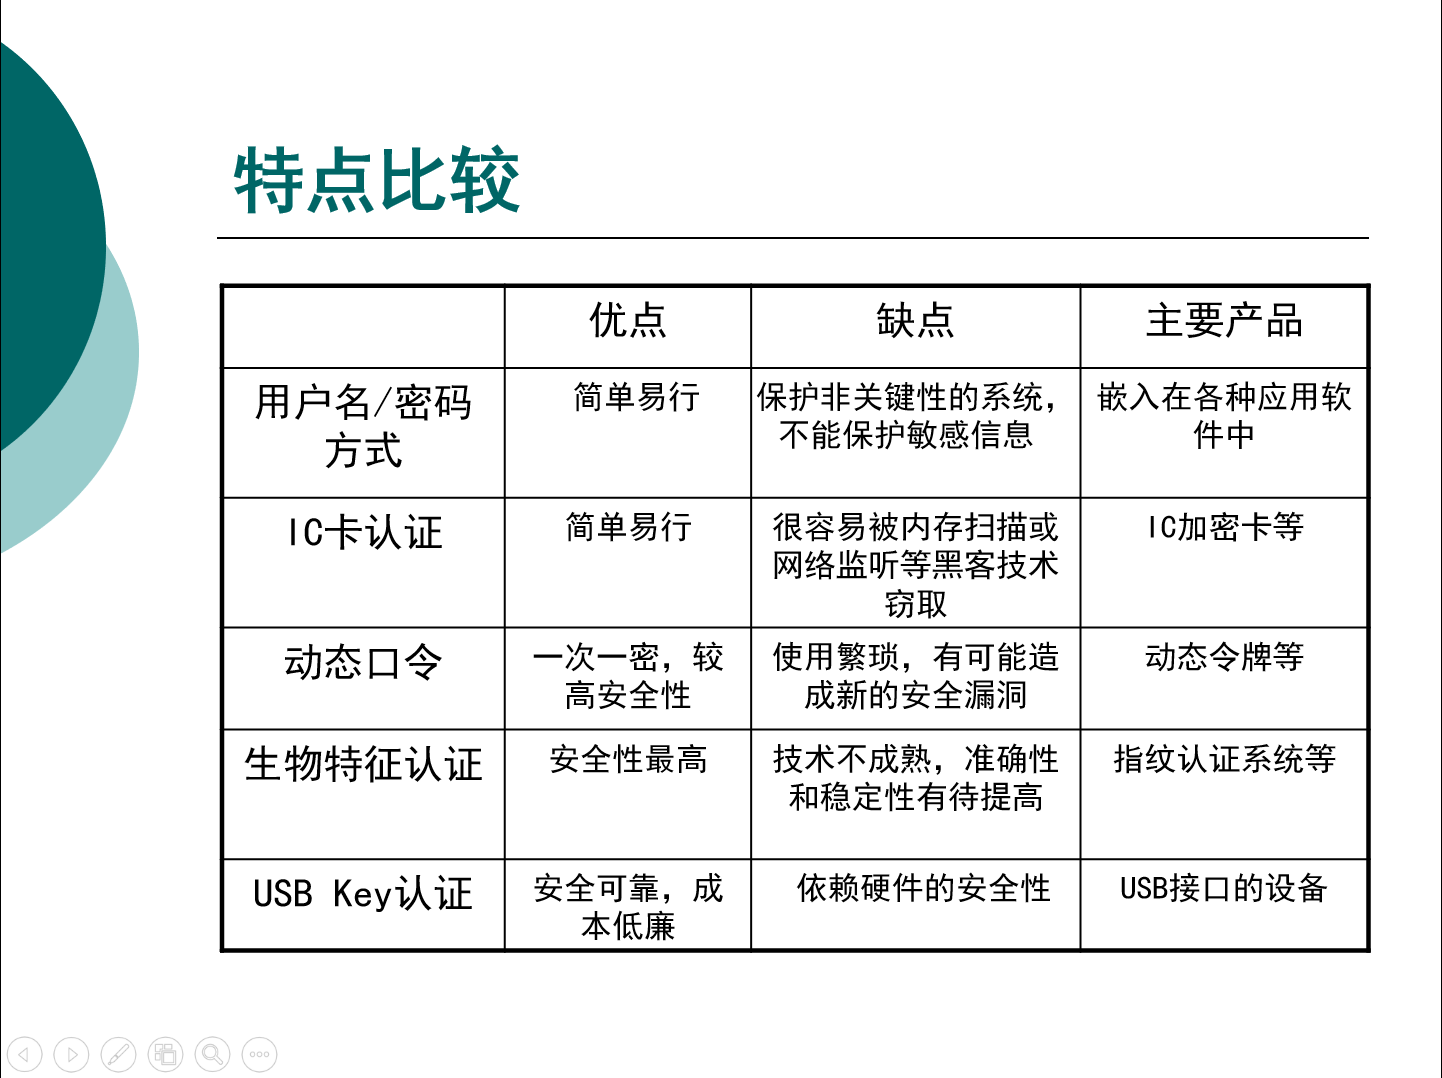 特点比较
优点
缺点
主要产品
用户名/密码
方式
简单易行
保护非关键性的系统，
不能保护敏感信息
嵌入在各种应用软
件中
IC卡认证
简单易行
很容易被内存扫描或
网络监听等黑客技术
窃取
IC加密卡等
动态口令
一次一密，较
高安全性
使用繁琐，有可能造
成新的安全漏洞
动态令牌等
生物特征认证
安全性最高
技术不成熟，准确性
和稳定性有待提高
指纹认证系统等
USB Key认证
安全可靠，成
本低廉
依赖硬件的安全性
USB接口的设备